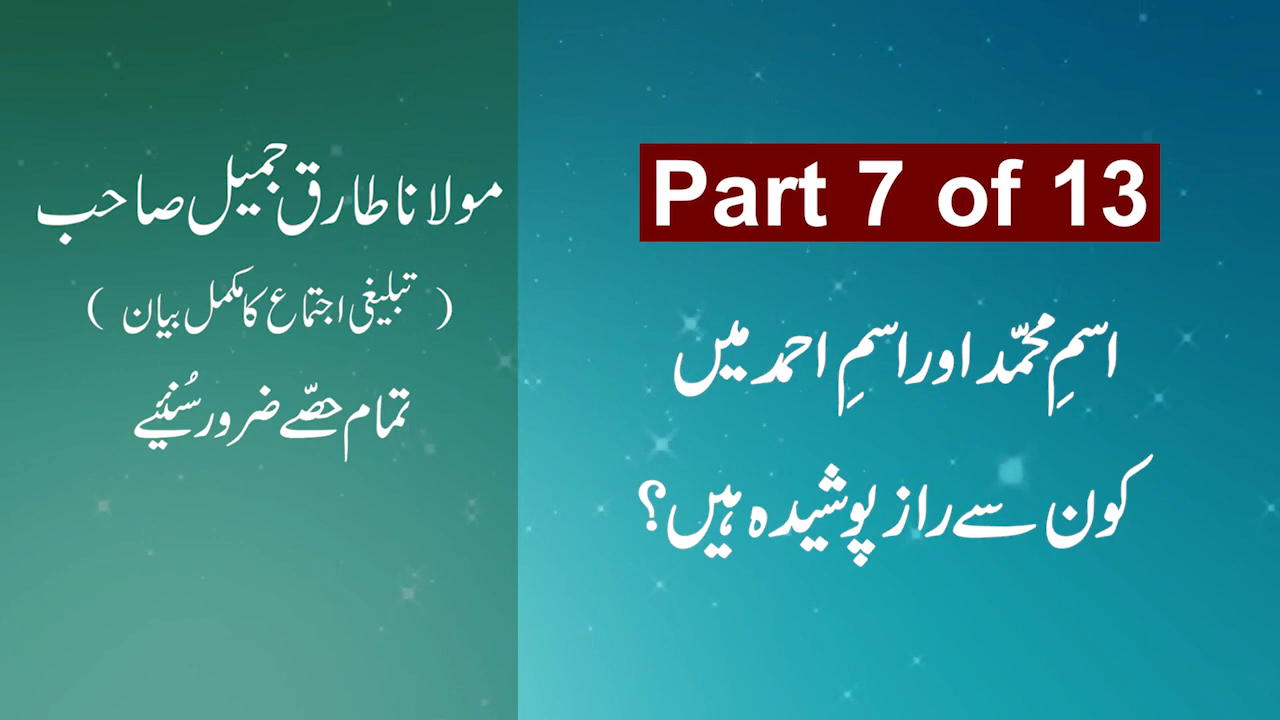 Part 7 of 13
اسمِ محمّد اور اسمِ احمد میں
کون سے راز پوشیدہ ہیں؟
مولانا طارق جمیل صاحب
( تبلیغی اجتماع کا مکمل بیان )
تمام حصّے ضرور سُنئیے